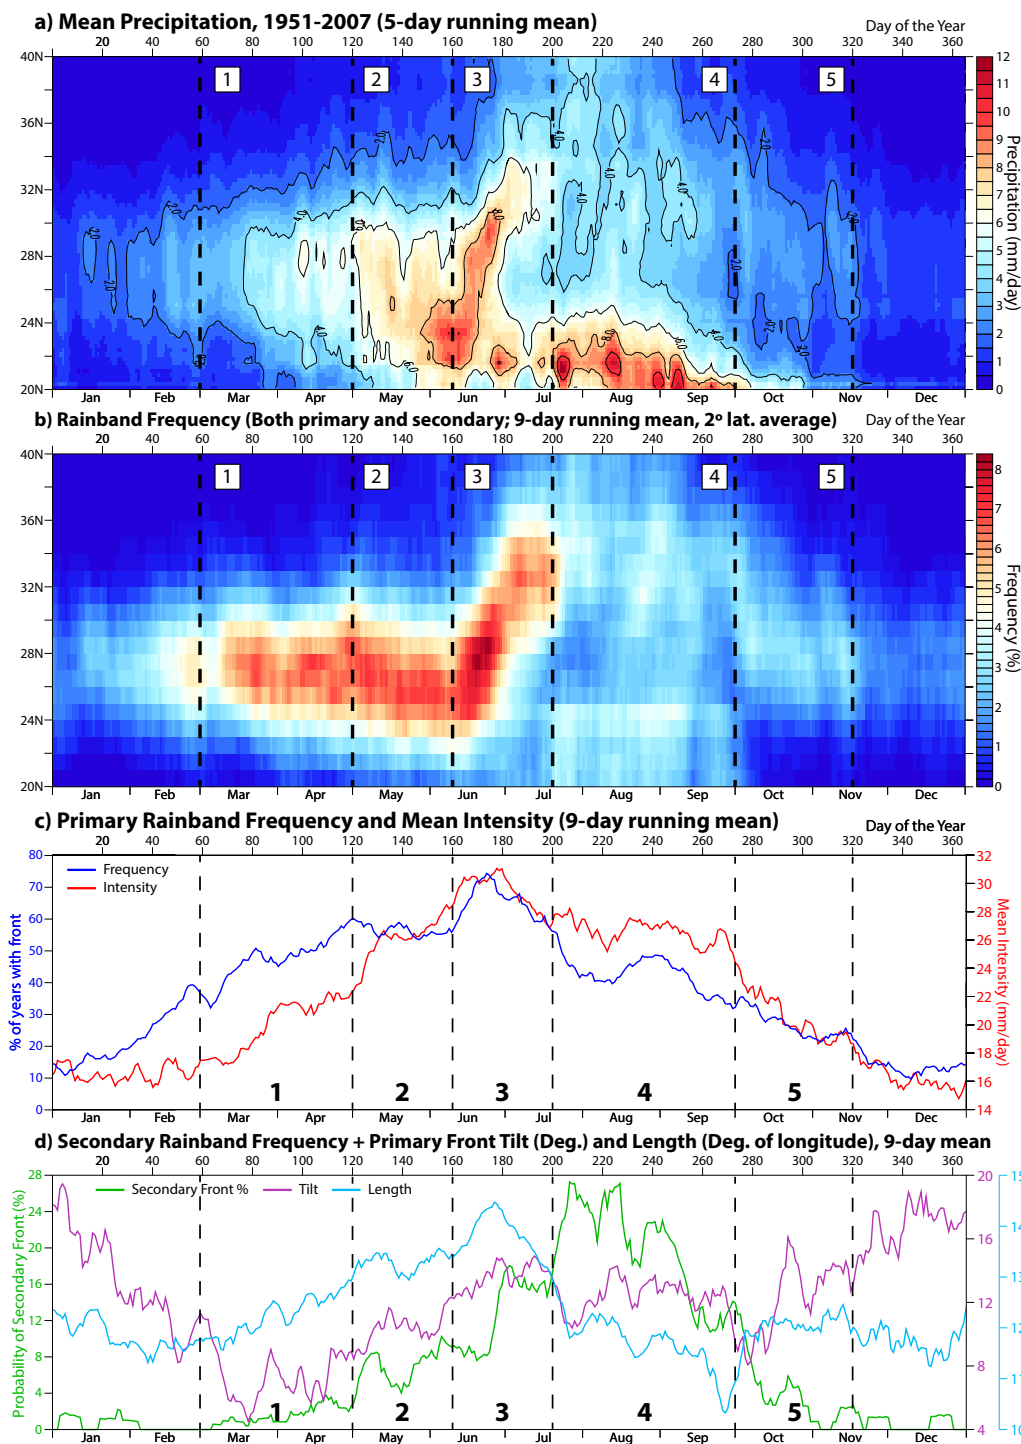 a) Mean Precipitation, 1951-2007 (5-day running mean)
Day of the Year
20 40 60 80 100 120 140 160 180 200 220 240 260 280 300 320 340 360
40N
36N
32N
28N
24N
20N
1 2 3 4 5
Jan Feb Mar Apr May Jun Jul Aug Sep Oct Nov Dec
12
11
10
9
8
7
6
5
4
3
2
1
0
Precipitation (mm/day)
b) Rainband Frequency (Both primary and secondary; 9-day running mean, 2º lat. average)
Day of the Year
20 40 60 80 100 120 140 160 180 200 220 240 260 280 300 320 340 360
40N
36N
32N
28N
24N
20N
1 2 3 4 5
Jan Feb Mar Apr May Jun Jul Aug Sep Oct Nov Dec
8
7
6
5
4
3
2
1
0
Frequency (%)
c) Primary Rainband Frequency and Mean Intensity (9-day running mean)
Day of the Year
20 40 60 80 100 120 140 160 180 200 220 240 260 280 300 320 340 360
80
70
60
50
40
30
20
10
0
% of years with front
Frequency
Intensity
32
30
28
26
24
22
20
18
16
14
Mean Intensity (mm/day)
1 2 3 4 5
Jan Feb Mar Apr May Jun Jul Aug Sep Oct Nov Dec
d) Secondary Rainband Frequency + Primary Front Tilt (Deg.) and Length (Deg. of longitude), 9-day mean
20 40 60 80 100 120 140 160 180 200 220 240 260 280 300 320 340 360
28
24
20
16
12
8
4
0
Probability of Secondary Front (%)
Secondary Front % Tilt Length
20
16
12
8
4
15
14
13
12
11
10
1 2 3 4 5
Jan Feb Mar Apr May Jun Jul Aug Sep Oct Nov Dec